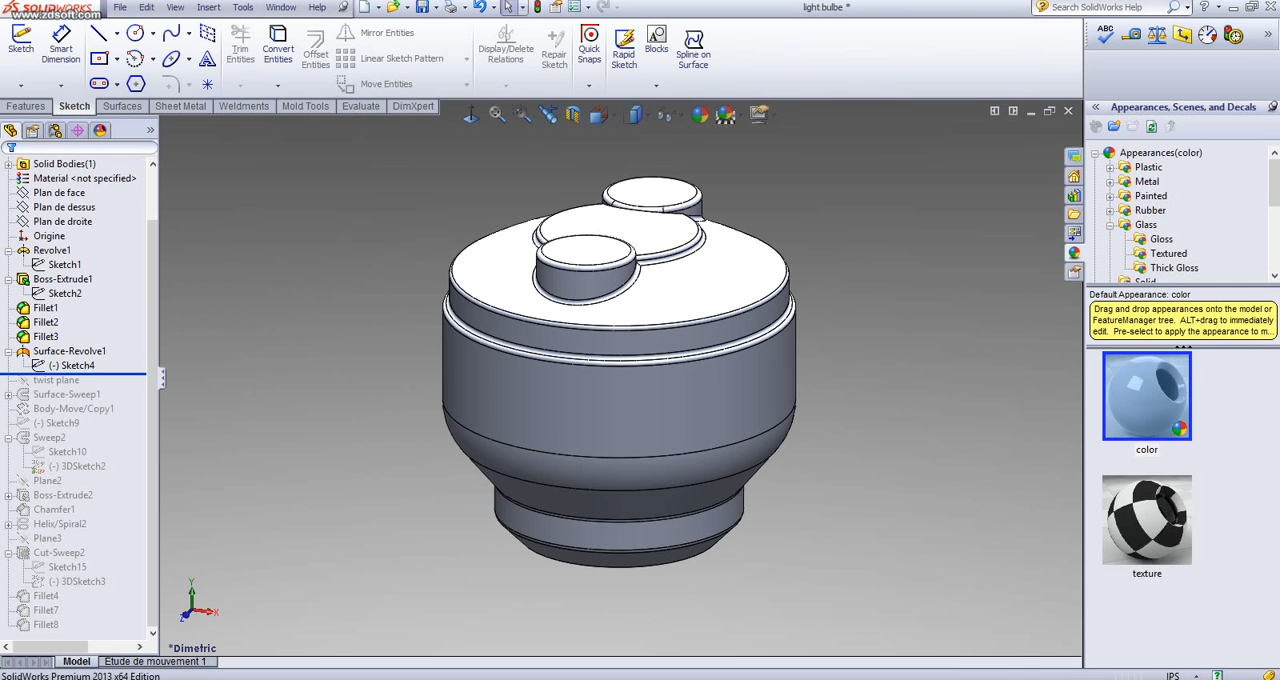 SOLIDWORKS File Edit View Insert Tools Window Help light bulbe * Search SolidWorks Help
www.zdsoft.com
Sketch Smart Dimension Trim Entities Convert Entities Offset Entities Mirror Entities Linear Sketch Pattern Move Entities Display/Delete Relations Repair Sketch Quick Snaps Rapid Sketch Blocks Spline on Surface
Features Sketch Surfaces Sheet Metal Weldments Mold Tools Evaluate DimXpert
Solid Bodies(1)
Material <not specified>
Plan de face
Plan de dessus
Plan de droite
Origine
Revolve1
Sketch1
Boss-Extrude1
Sketch2
Fillet1
Fillet2
Fillet3
Surface-Revolve1
(-) Sketch4
twist plane
Surface-Sweep1
Body-Move/Copy1
(-) Sketch9
Sweep2
Sketch10
(-) 3DSketch2
Plane2
Boss-Extrude2
Chamfer1
Helix/Spiral2
Plane3
Cut-Sweep2
Sketch15
(-) 3DSketch3
Fillet4
Fillet7
Fillet8
Y
X
Z
*Dimetric
Appearances, Scenes, and Decals
Appearances(color)
Plastic
Metal
Painted
Rubber
Glass
Gloss
Textured
Thick Gloss
Solid
Default Appearance: color
Drag and drop appearances onto the model or
FeatureManager tree. ALT+drag to immediately
edit. Pre-select to apply the appearance to m...
color
texture
Model Etude de mouvement 1
SolidWorks Premium 2013 x64 Edition IPS